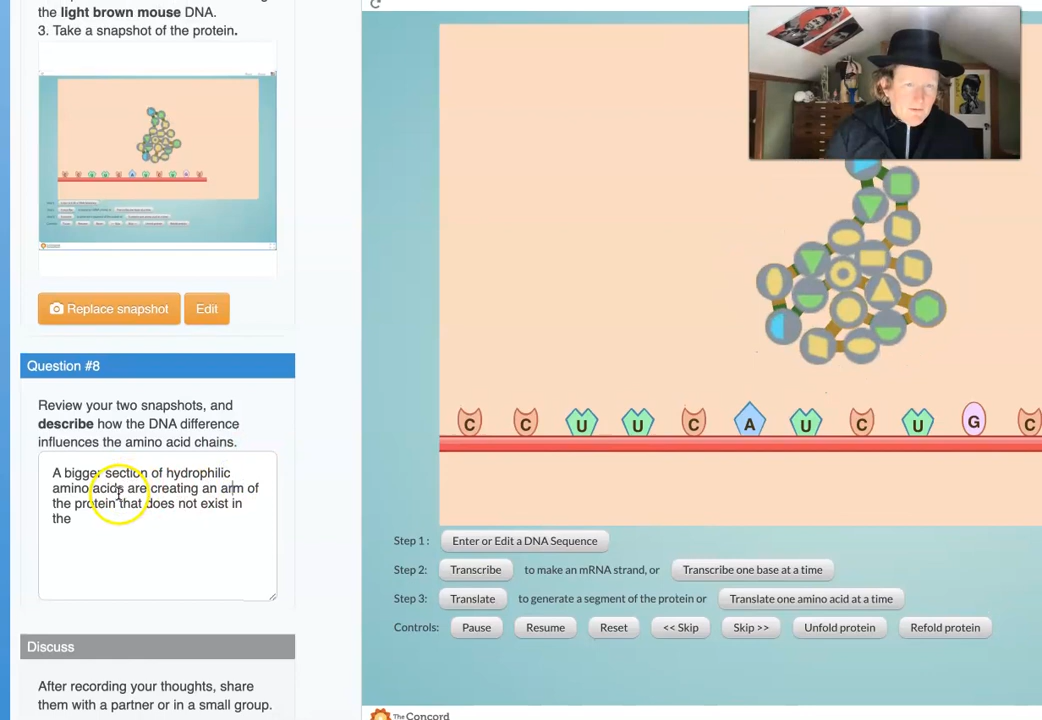 the light brown mouse DNA.
3. Take a snapshot of the protein.
Replace snapshot
Edit
Question #8
Review your two snapshots, and
describe how the DNA difference
influences the amino acid chains.
A bigger section of hydrophilic
amino acids are creating an arm of
the protein that does not exist in
the
Discuss
After recording your thoughts, share
them with a partner or in a small group.
C C U U C A U C U G C
Step 1 : Enter or Edit a DNA Sequence
Step 2: Transcribe to make an mRNA strand, or Transcribe one base at a time
Step 3: Translate to generate a segment of the protein or Translate one amino acid at a time
Controls: Pause Resume Reset << Skip Skip >> Unfold protein Refold protein
The Concord